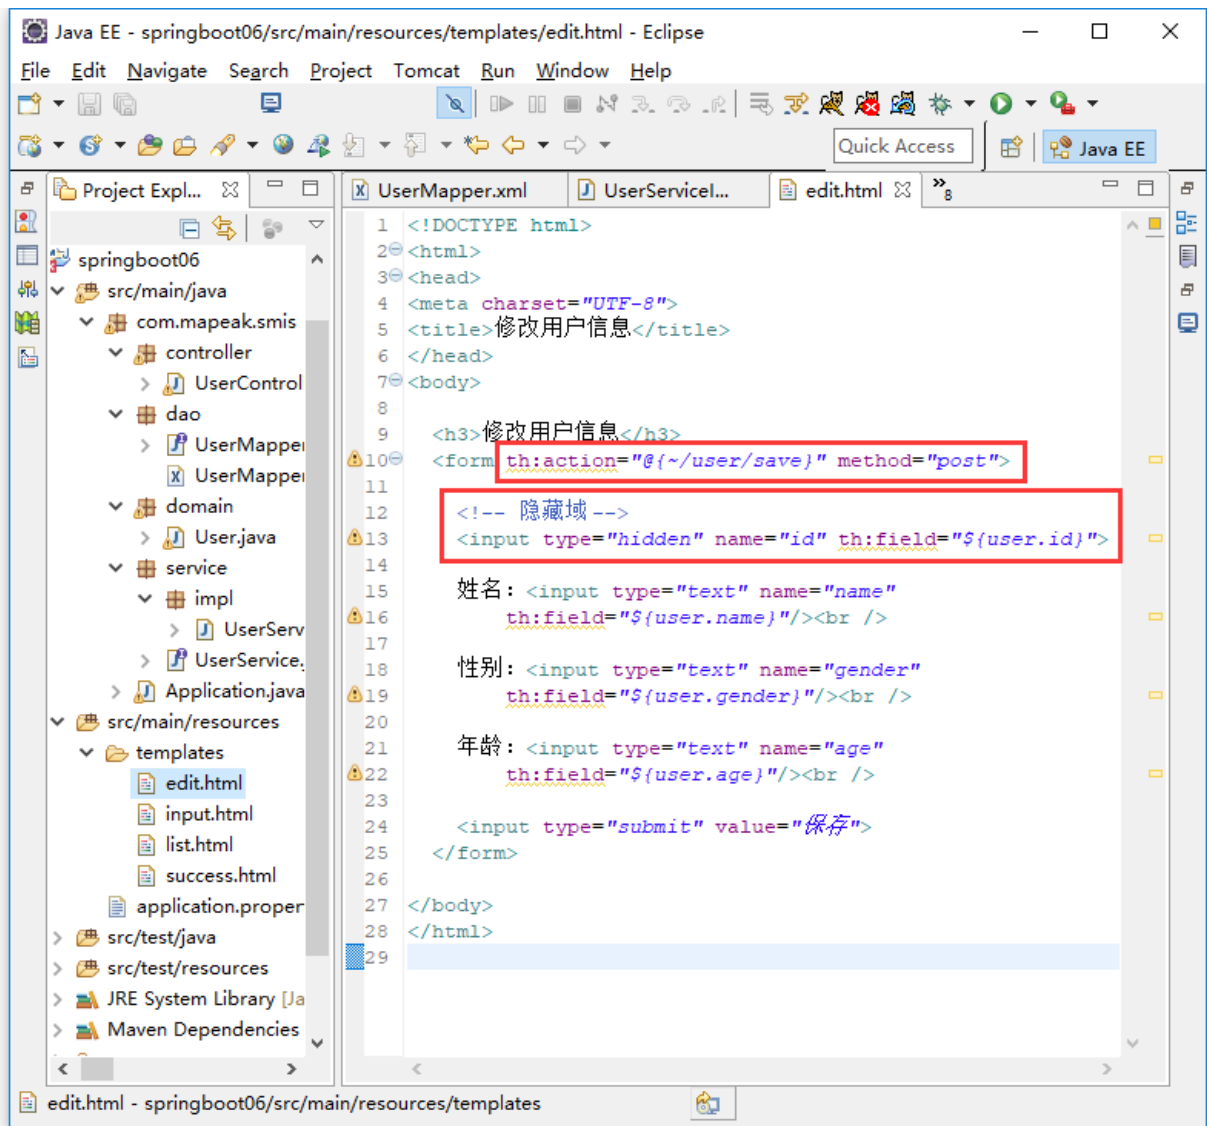 Java EE - springboot06/src/main/resources/templates/edit.html - Eclipse
File Edit Navigate Search Project Tomcat Run Window Help
Quick Access
Java EE
Project Expl...
UserMapper.xml
UserServiceI...
edit.html
»8
springboot06
src/main/java
com.mapeak.smis
controller
UserControl
dao
UserMapper
UserMapper
domain
User.java
service
impl
UserServ
UserService.
Application.java
src/main/resources
templates
edit.html
input.html
list.html
success.html
application.proper
src/test/java
src/test/resources
JRE System Library [Ja
Maven Dependencies
1 <!DOCTYPE html>
2 <html>
3 <head>
4 <meta charset="UTF-8">
5 <title>修改用户信息</title>
6 </head>
7 <body>
8
9 <h3>修改用户信息</h3>
10 <form th:action="@{~/user/save}" method="post">
11
12 <!-- 隐藏域 -->
13 <input type="hidden" name="id" th:field="${user.id}">
14
15 姓名：<input type="text" name="name"
16 th:field="${user.name}"/><br />
17
18 性别：<input type="text" name="gender"
19 th:field="${user.gender}"/><br />
20
21 年龄：<input type="text" name="age"
22 th:field="${user.age}"/><br />
23
24 <input type="submit" value="保存">
25 </form>
26
27 </body>
28 </html>
29
edit.html - springboot06/src/main/resources/templates